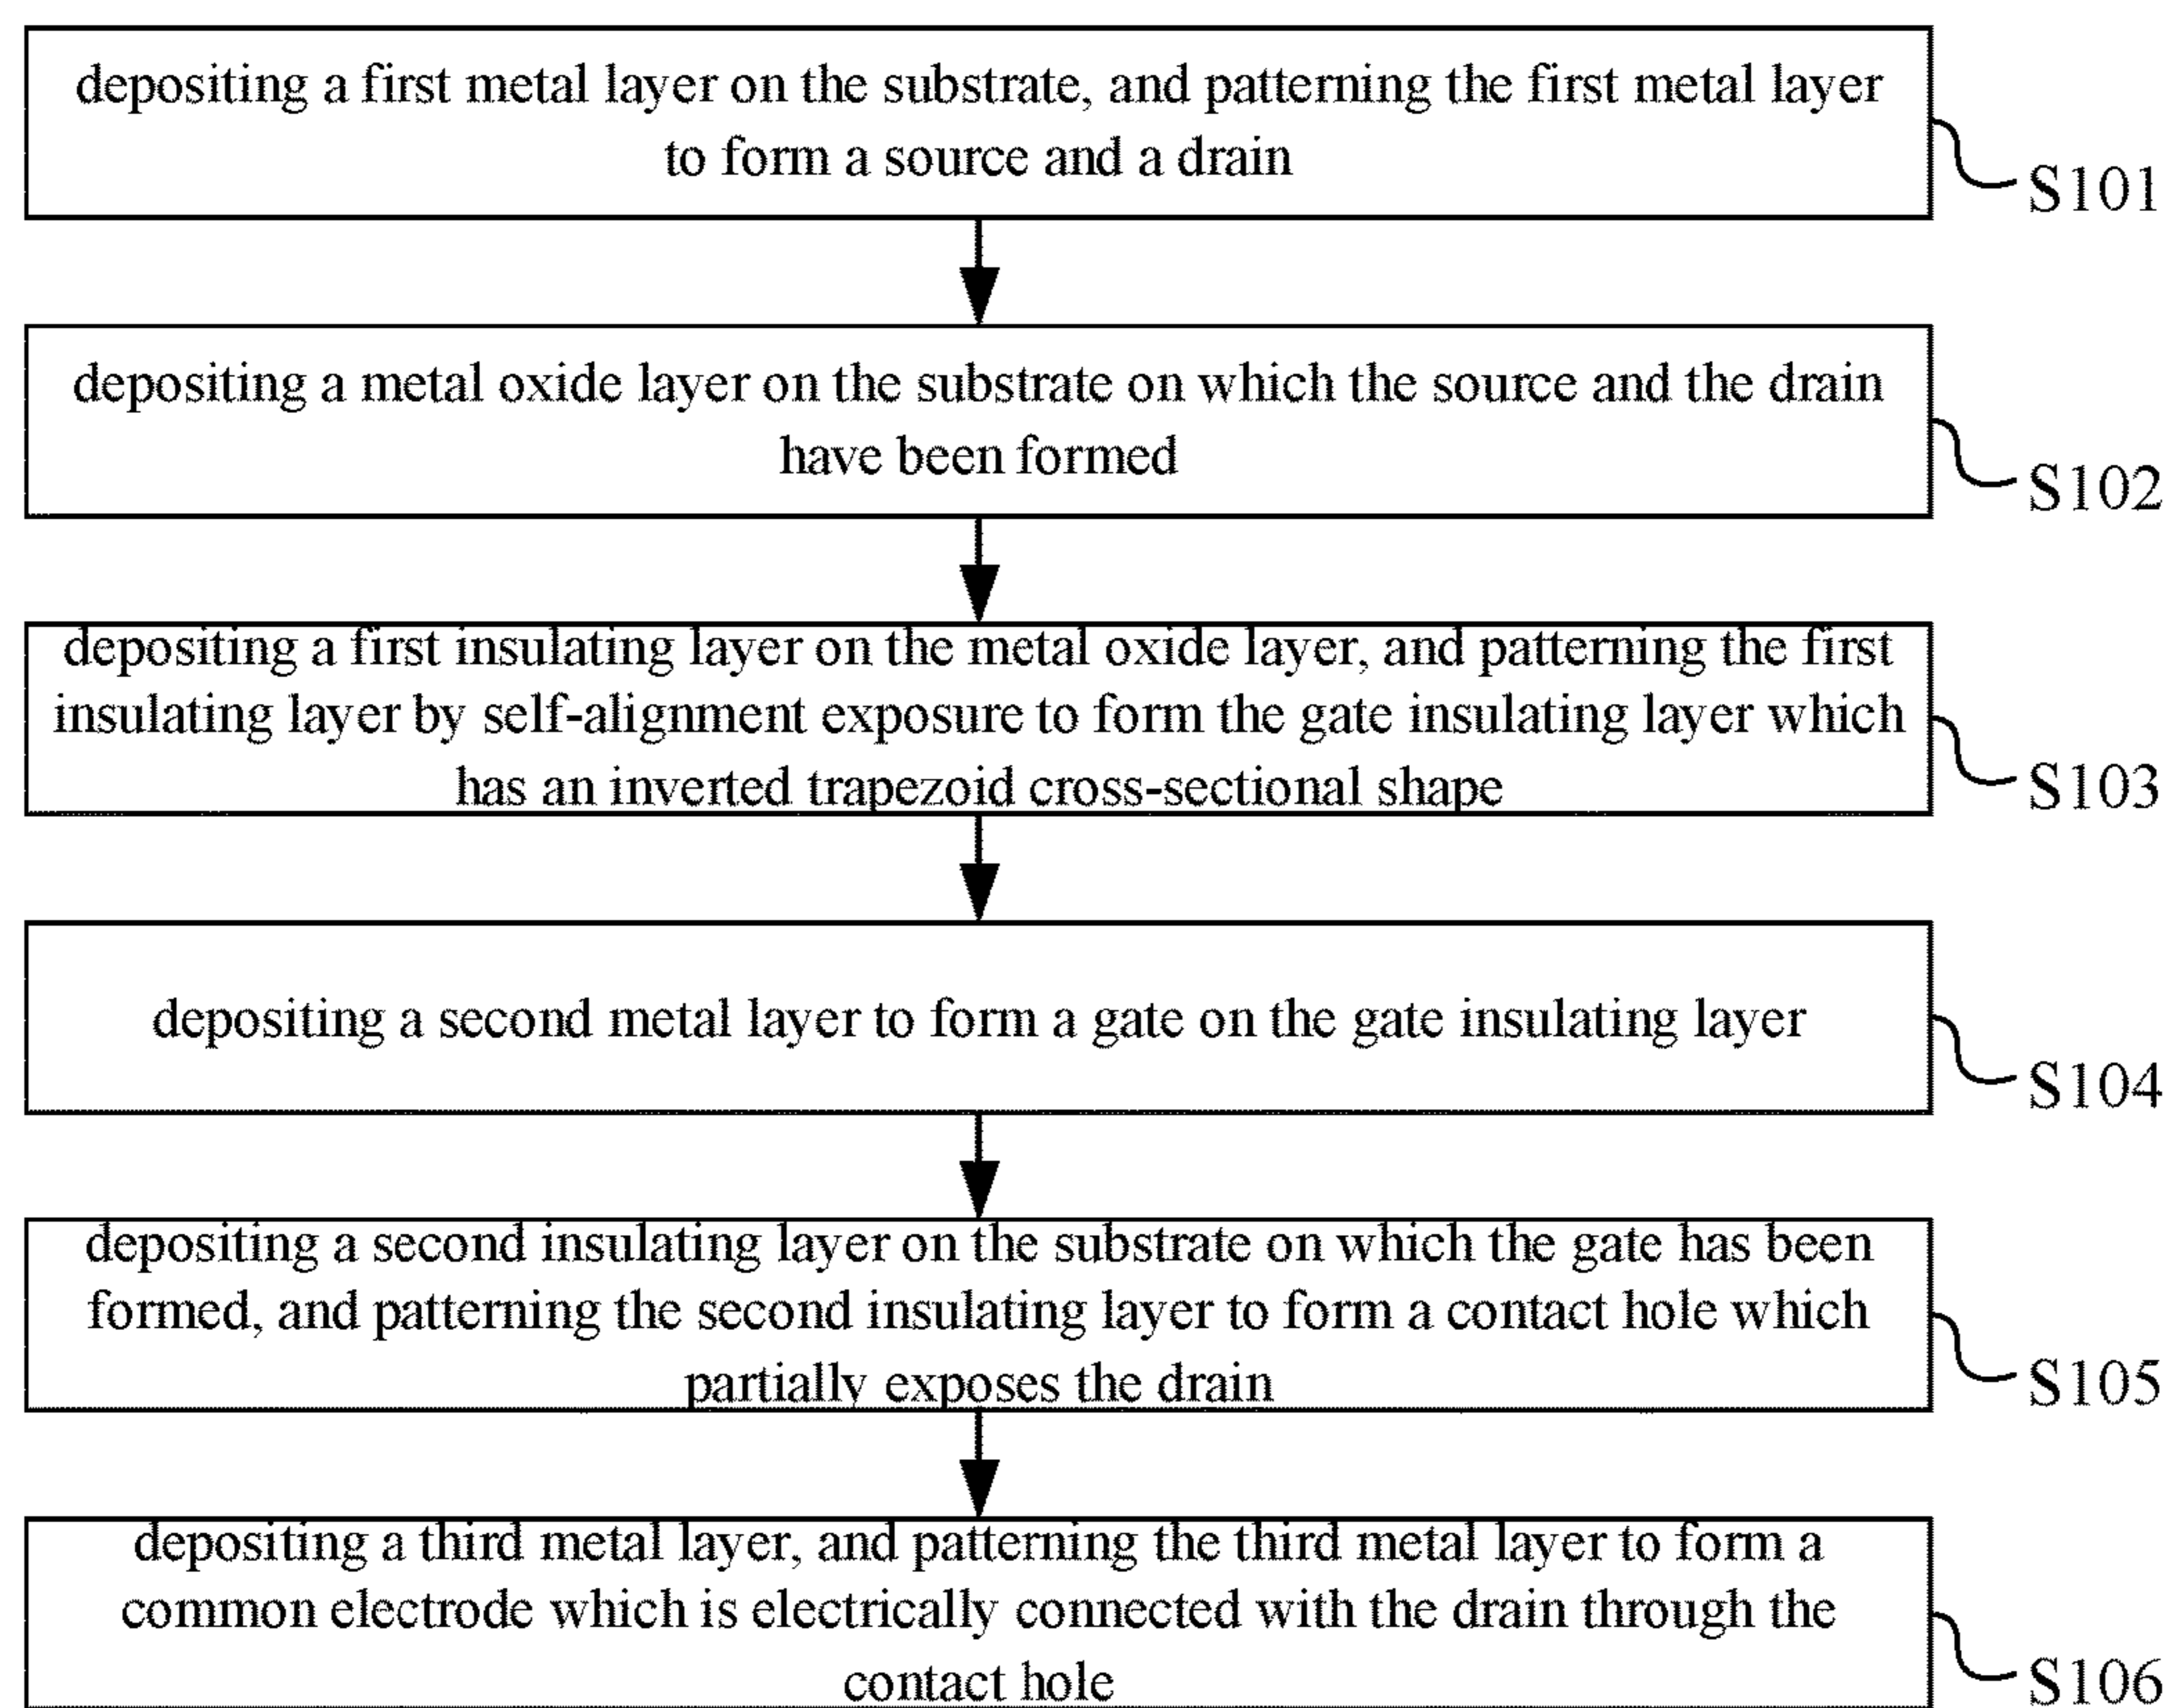 depositing a first metal layer on the substrate, and patterning the first metal layer
to form a source and a drain
S101
depositing a metal oxide layer on the substrate on which the source and the drain
have been formed
S102
depositing a first insulating layer on the metal oxide layer, and patterning the first
insulating layer by self-alignment exposure to form the gate insulating layer which
has an inverted trapezoid cross-sectional shape
S103
depositing a second metal layer to form a gate on the gate insulating layer
S104
depositing a second insulating layer on the substrate on which the gate has been
formed, and patterning the second insulating layer to form a contact hole which
partially exposes the drain
S105
depositing a third metal layer, and patterning the third metal layer to form a
common electrode which is electrically connected with the drain through the
contact hole
S106